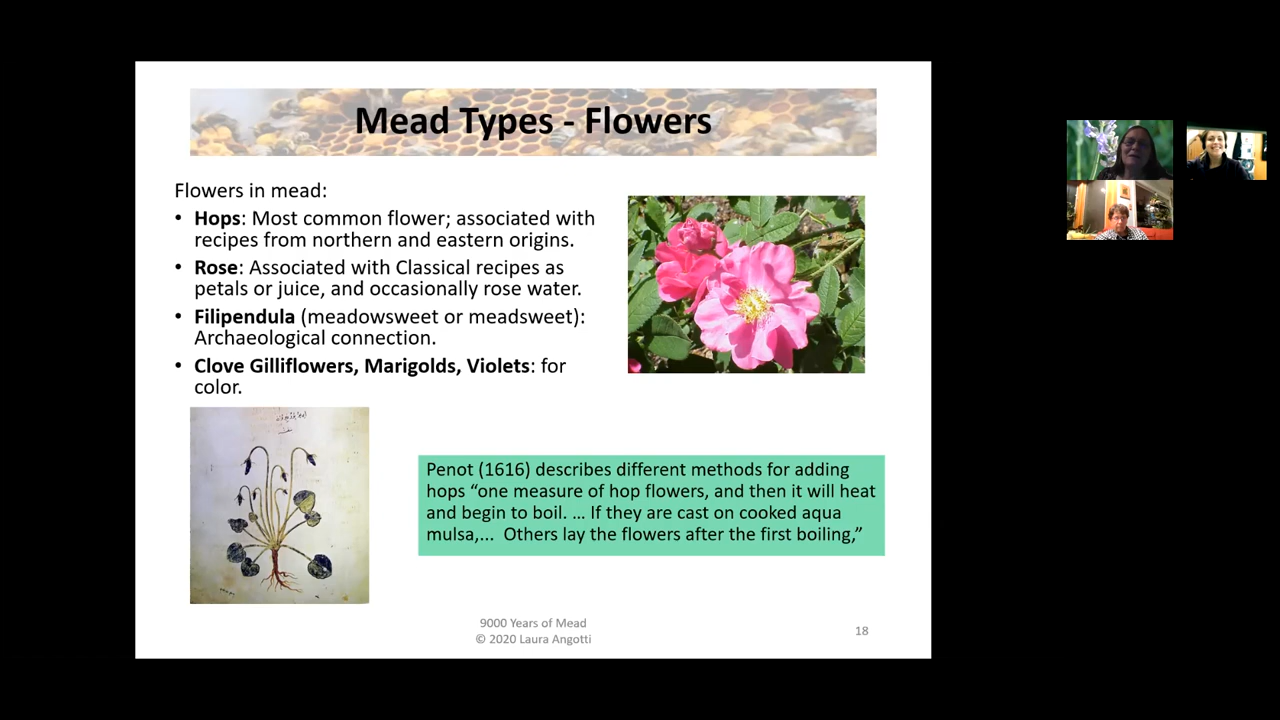 Mead Types - Flowers
Flowers in mead:
• Hops: Most common flower; associated with
recipes from northern and eastern origins.
• Rose: Associated with Classical recipes as
petals or juice, and occasionally rose water.
• Filipendula (meadowsweet or meadsweet):
Archaeological connection.
• Clove Gilliflowers, Marigolds, Violets: for
color.
Penot (1616) describes different methods for adding
hops “one measure of hop flowers, and then it will heat
and begin to boil. … If they are cast on cooked aqua
mulsa,... Others lay the flowers after the first boiling,”
9000 Years of Mead
© 2020 Laura Angotti
18